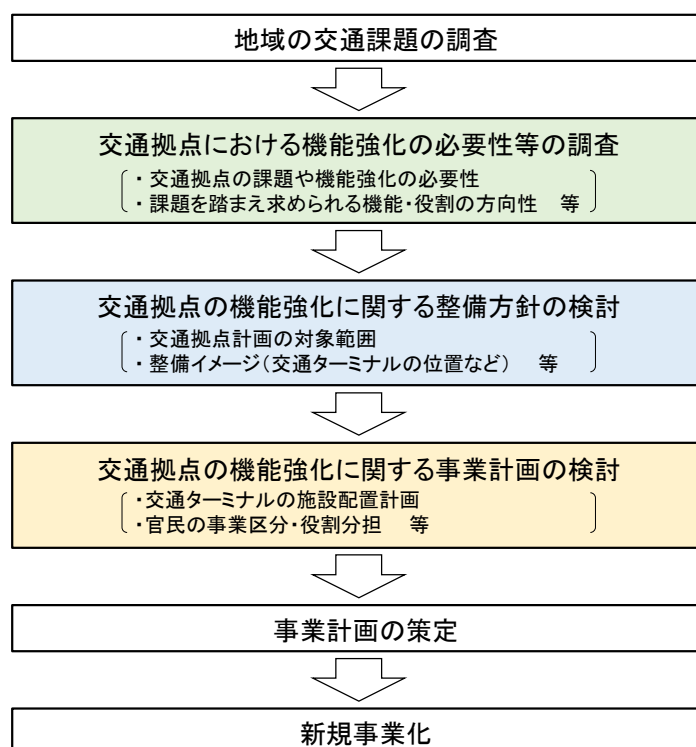 地域の交通課題の調査
交通拠点における機能強化の必要性等の調査
・交通拠点の課題や機能強化の必要性
・課題を踏まえ求められる機能・役割の方向性　等
交通拠点の機能強化に関する整備方針の検討
・交通拠点計画の対象範囲
・整備イメージ（交通ターミナルの位置など）　等
交通拠点の機能強化に関する事業計画の検討
・交通ターミナルの施設配置計画
・官民の事業区分・役割分担　等
事業計画の策定
新規事業化